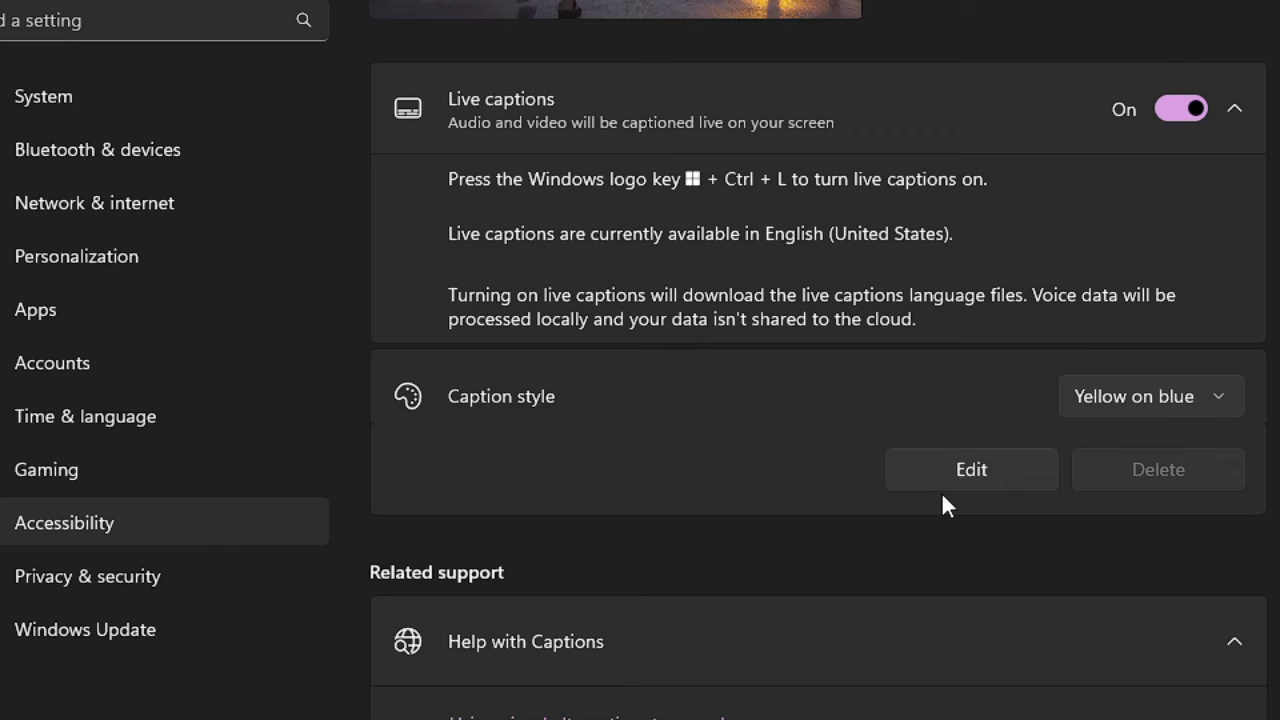 d a setting
System
Bluetooth & devices
Network & internet
Personalization
Apps
Accounts
Time & language
Gaming
Accessibility
Privacy & security
Windows Update
Live captions
Audio and video will be captioned live on your screen
On
Press the Windows logo key + Ctrl + L to turn live captions on.
Live captions are currently available in English (United States).
Turning on live captions will download the live captions language files. Voice data will be
processed locally and your data isn't shared to the cloud.
Caption style
Yellow on blue
Edit
Delete
Related support
Help with Captions